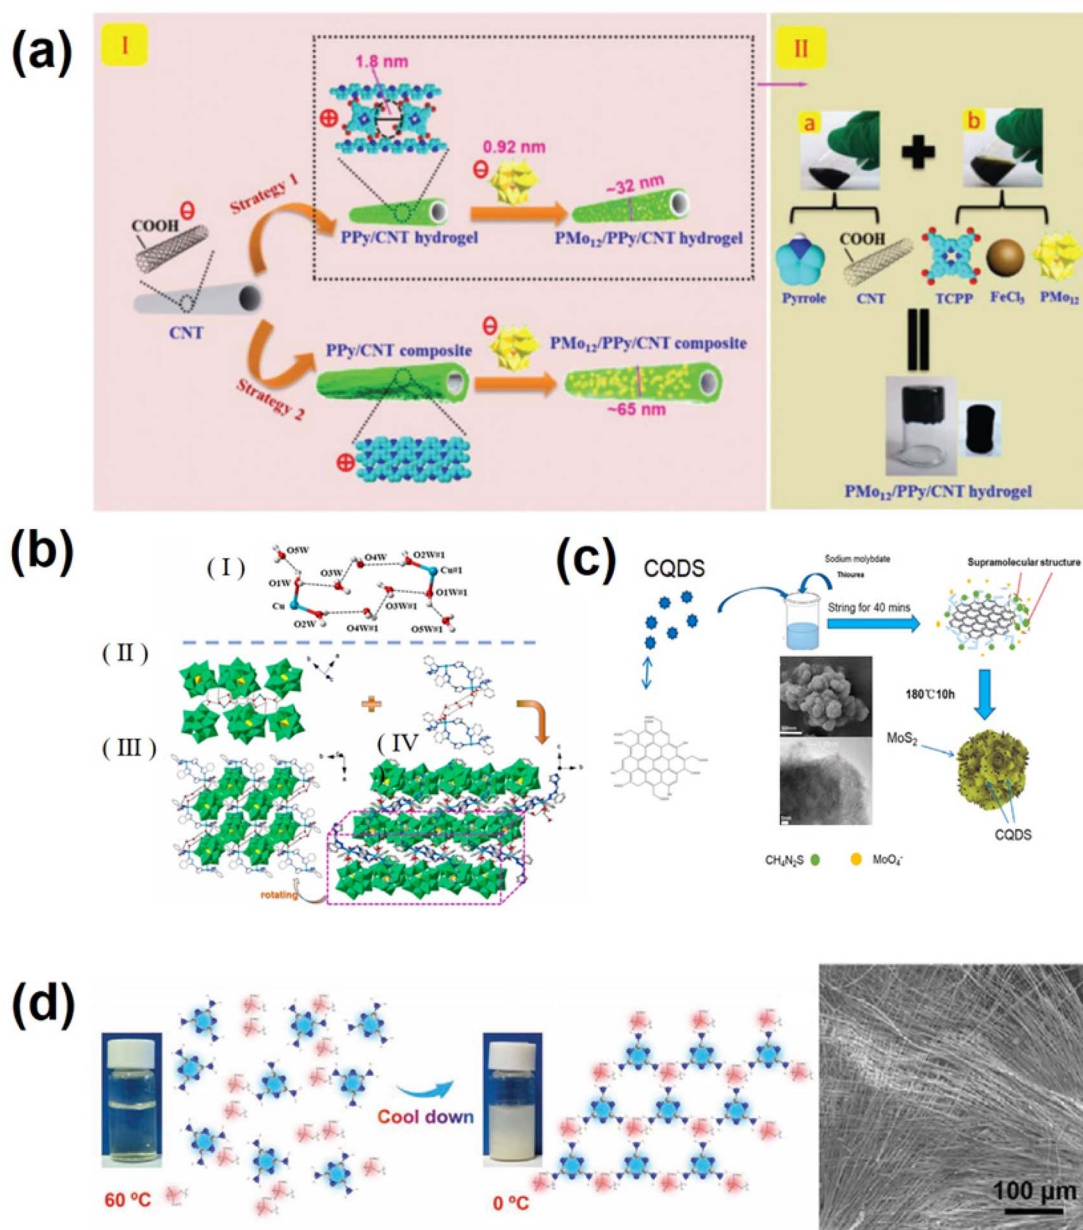 (a)
I
1.8 nm
⊕
Strategy 1
COOH
⊖
CNT
PPy/CNT hydrogel
⊖
0.92 nm
~32 nm
PMo12/PPy/CNT hydrogel
Strategy 2
PPy/CNT composite
⊖
PMo12/PPy/CNT composite
~65 nm
⊕
II
a
b
COOH
Pyrrole
CNT
TCPP
FeCl3
PMo12
PMo12/PPy/CNT hydrogel
(b)
( I )
O5W
O4W
O2W#1
O1W
O3W
Cu#1
Cu
O3W#1
O1W#1
O2W
O4W#1
O5W#1
( II )
( III )
( IV )
rotating
(c)
CQDS
Sodium molybdate
Thiourea
String for 40 mins
Supramolecular structure
180℃10h
MoS2
CQDS
CH4N2S
MoO4-
(d)
60 ºC
Cool down
0 ºC
100 μm